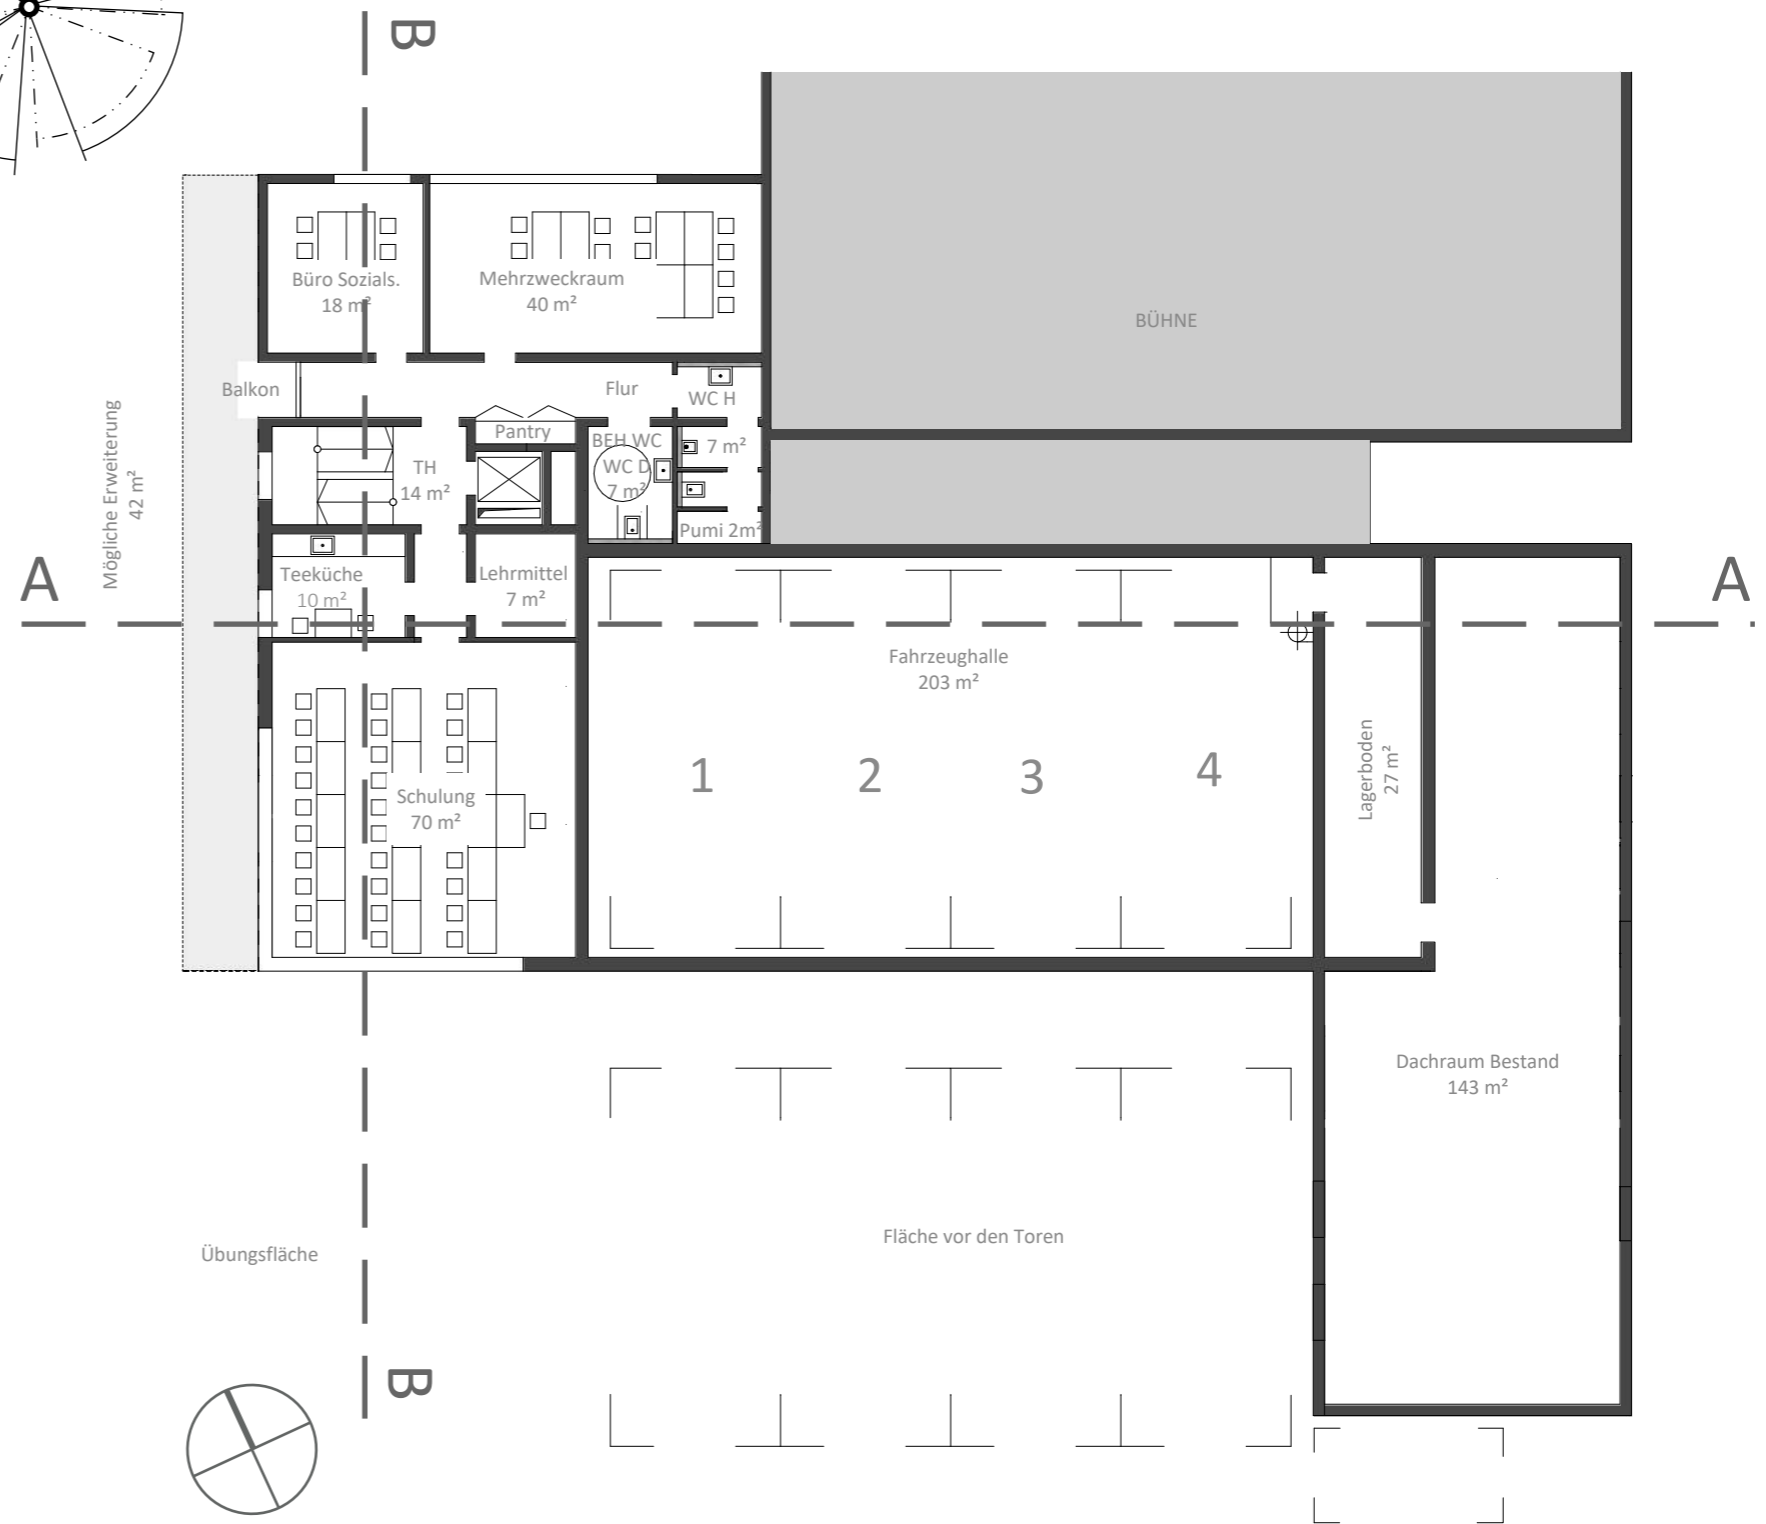 B
Büro Sozials.
18 m²
Mehrzweckraum
40 m²
BÜHNE
Balkon
Flur
WC H
7 m²
Pantry
BEH WC
WC D
7 m²
TH
14 m²
Pumi 2m²
Mögliche Erweiterung
42 m²
A
A
Teeküche
10 m²
Lehrmittel
7 m²
Fahrzeughalle
203 m²
1
2
3
4
Lagerboden
27 m²
Schulung
70 m²
Dachraum Bestand
143 m²
Übungsfläche
Fläche vor den Toren
B